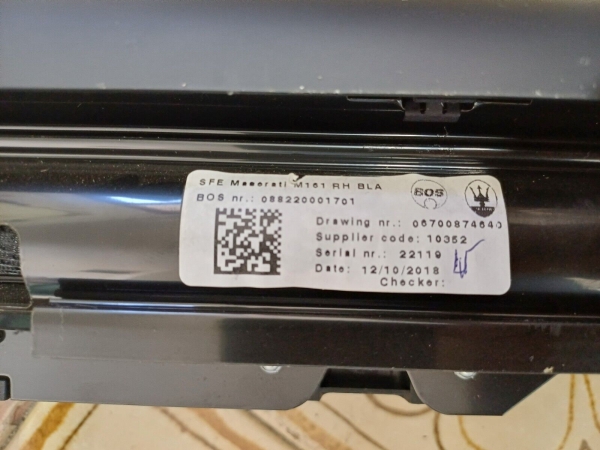 SFE Maserati M161 RH BLA
BOS
BOS nr.: 088220001701
Drawing nr.: 06700874640
Supplier code: 10352
Serial nr.: 22119
Date: 12/10/2018
Checker: